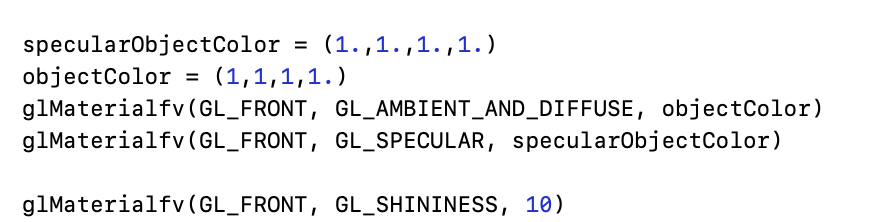 specularObjectColor = (1.,1.,1.,1.)
objectColor = (1,1,1,1.)
glMaterialfv(GL_FRONT, GL_AMBIENT_AND_DIFFUSE, objectColor)
glMaterialfv(GL_FRONT, GL_SPECULAR, specularObjectColor)
glMaterialfv(GL_FRONT, GL_SHININESS, 10)